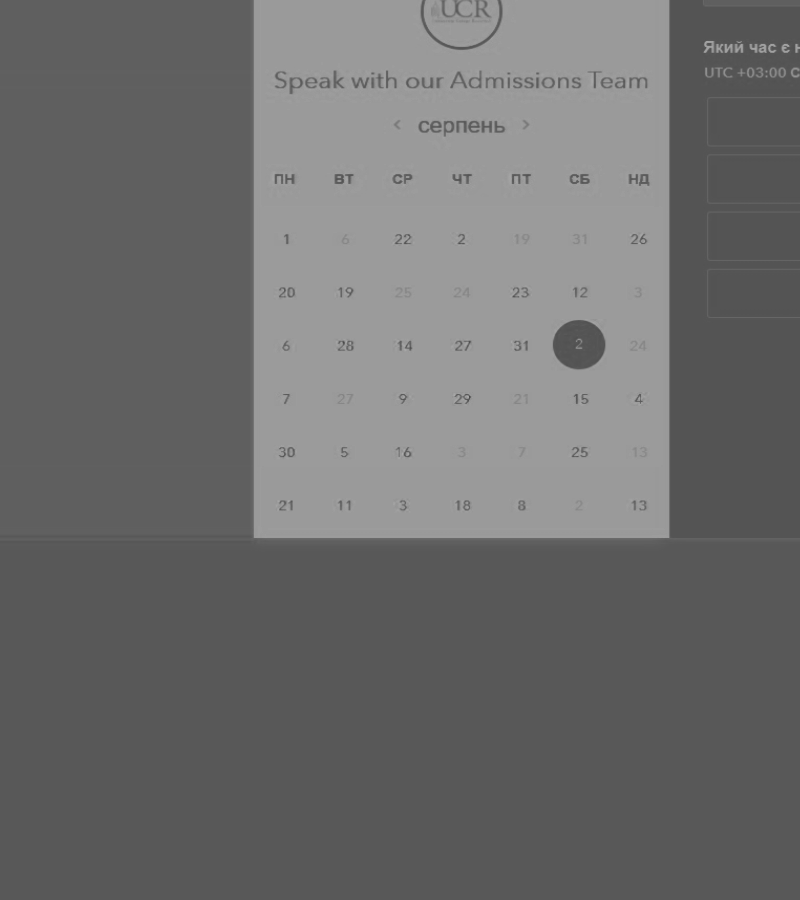 UCR
Speak with our Admissions Team
< серпень >
ПН ВТ СР ЧТ ПТ СБ НД
1 6 22 2 19 31 26
20 19 25 24 23 12 3
6 28 14 27 31 2 24
7 27 9 29 21 15 4
30 5 16 3 7 25 13
21 11 3 18 8 2 13
Який час є
UTC +03:00